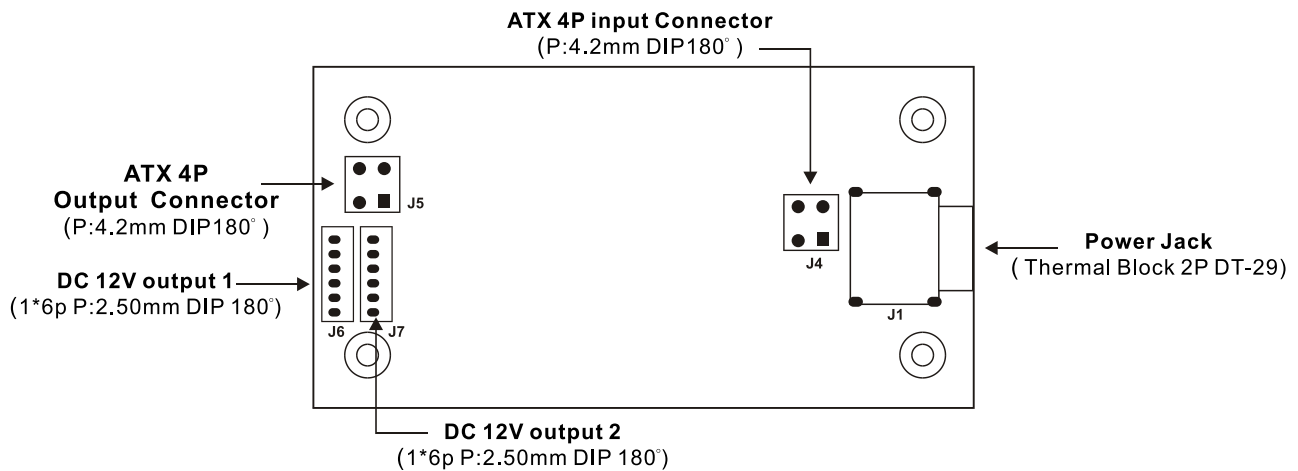 ATX 4P input Connector
(P:4.2mm DIP180° )
ATX 4P
Output Connector
(P:4.2mm DIP180° )
J5
J4
Power Jack
( Thermal Block 2P DT-29)
DC 12V output 1
(1*6p P:2.50mm DIP 180°)
J6
J7
J1
DC 12V output 2
(1*6p P:2.50mm DIP 180°)